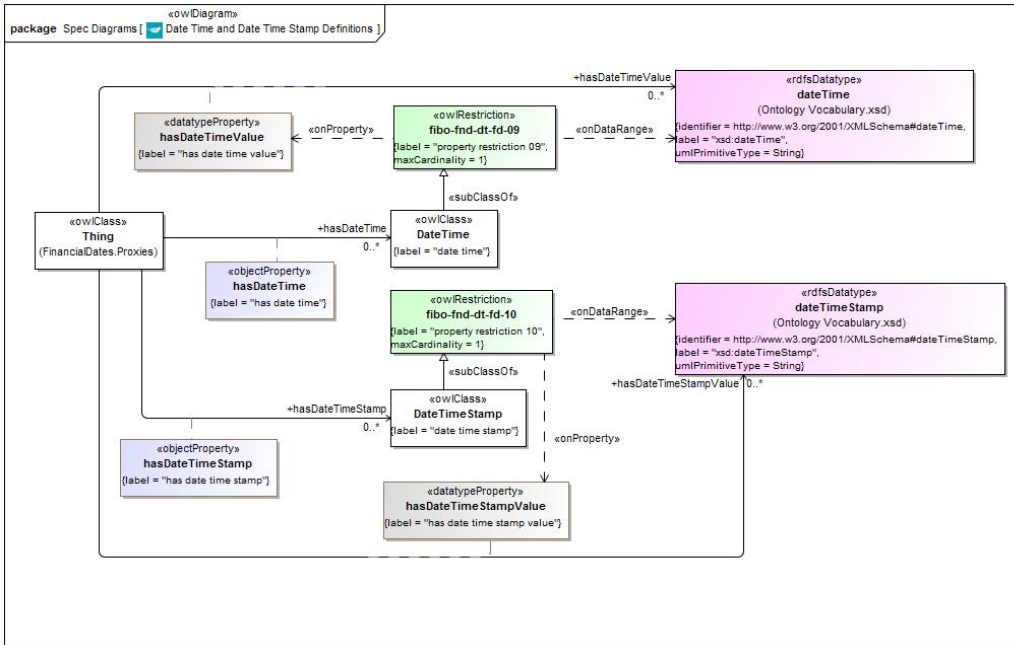 «owlDiagram»
package Spec Diagrams [ Date Time and Date Time Stamp Definitions ]
+hasDateTimeValue
0..*
«rdfsDatatype»
dateTime
(Ontology Vocabulary.xsd)
{identifier = http://www.w3.org/2001/XMLSchema#dateTime,
label = "xsd:dateTime",
umlPrimitiveType = String}
«datatypeProperty»
hasDateTimeValue
{label = "has date time value"}
«onProperty»
«owlRestriction»
fibo-fnd-dt-fd-09
{label = "property restriction 09",
maxCardinality = 1}
«onDataRange»
«subClassOf»
«owlClass»
Thing
(FinancialDates.Proxies)
+hasDateTime
0..*
«owlClass»
DateTime
{label = "date time"}
«objectProperty»
hasDateTime
{label = "has date time"}
«owlRestriction»
fibo-fnd-dt-fd-10
{label = "property restriction 10",
maxCardinality = 1}
«onDataRange»
«rdfsDatatype»
dateTimeStamp
(Ontology Vocabulary.xsd)
{identifier = http://www.w3.org/2001/XMLSchema#dateTimeStamp,
label = "xsd:dateTimeStamp",
umlPrimitiveType = String}
«subClassOf»
+hasDateTimeStampValue
0..*
+hasDateTimeStamp
0..*
«owlClass»
DateTimeStamp
{label = "date time stamp"}
«onProperty»
«objectProperty»
hasDateTimeStamp
{label = "has date time stamp"}
«datatypeProperty»
hasDateTimeStampValue
{label = "has date time stamp value"}